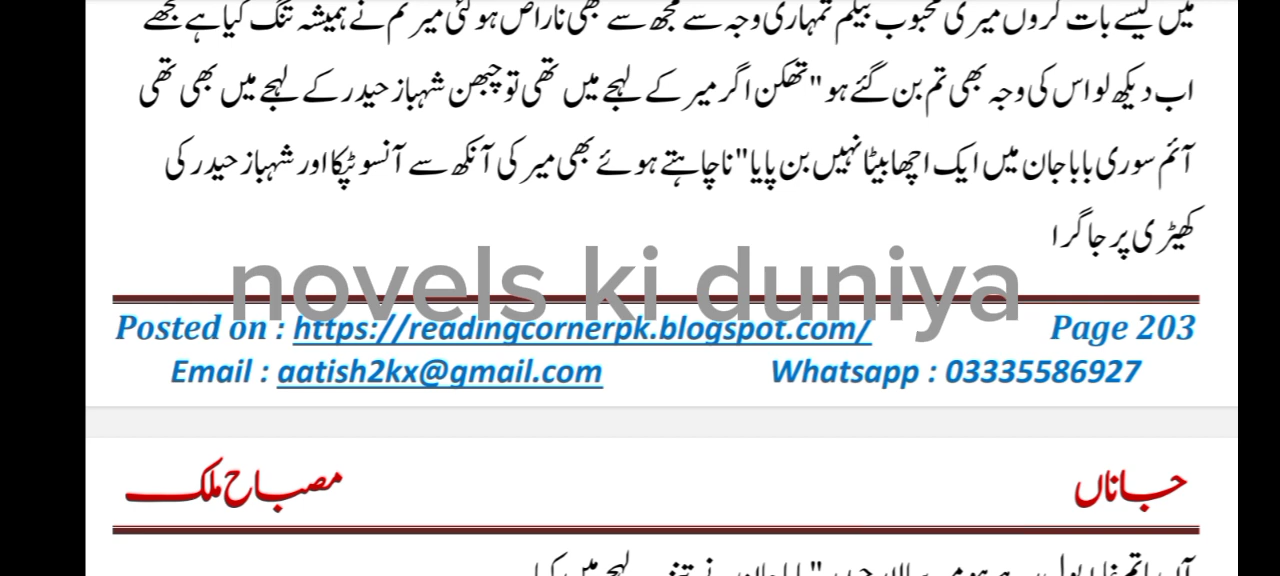 میں کیسے بات کروں میری محبوب بیگم تمہاری وجہ سے مجھ سے بھی ناراض ہو گئی میر تم نے ہمیشہ تنگ کیا ہے مجھے
اب دیکھ لو اس کی وجہ بھی تم بن گئے ہو "تھکن اگر میر کے لہجے میں تھی تو چبھن شہباز حیدر کے لہجے میں بھی تھی
آئم سوری بابا جان میں ایک اچھا بیٹا نہیں بن پایا" ناچاہتے ہوئے بھی میر کی آنکھ سے آنسو ٹپکا اور شہباز حیدر کی
کھیڑی پر جا گرا
novels ki duniya
Posted on : https://readingcornerpk.blogspot.com/ Page 203
Email : aatish2kx@gmail.com Whatsapp : 03335586927
جاناں مصباح ملک